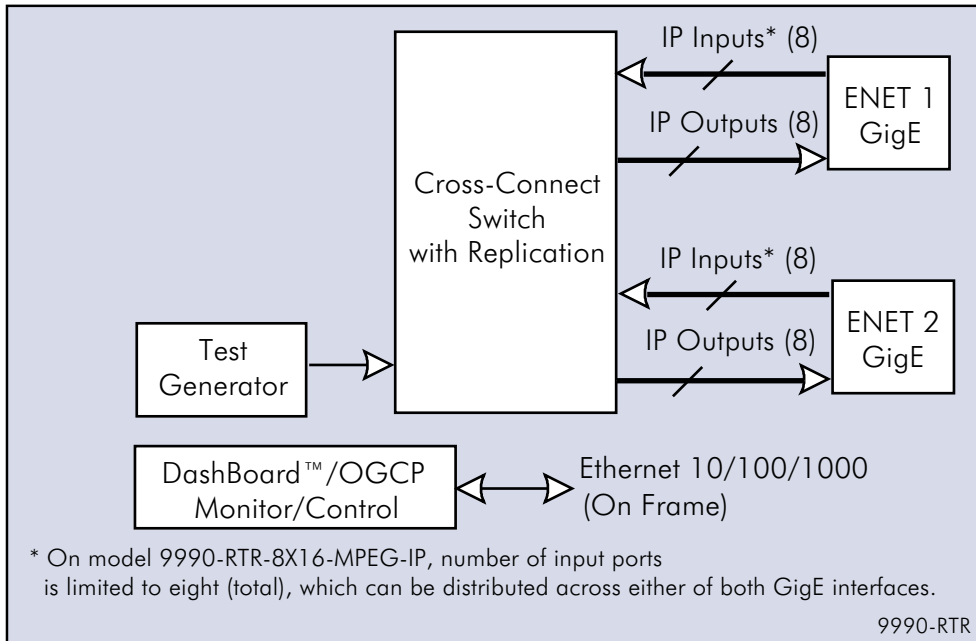 IP Inputs* (8)
ENET 1
GigE
IP Outputs (8)
Cross-Connect
Switch
with Replication
IP Inputs* (8)
ENET 2
GigE
IP Outputs (8)
Test
Generator
DashBoard™/OGCP
Monitor/Control
Ethernet 10/100/1000
(On Frame)
* On model 9990-RTR-8X16-MPEG-IP, number of input ports
is limited to eight (total), which can be distributed across either of both GigE interfaces.
9990-RTR